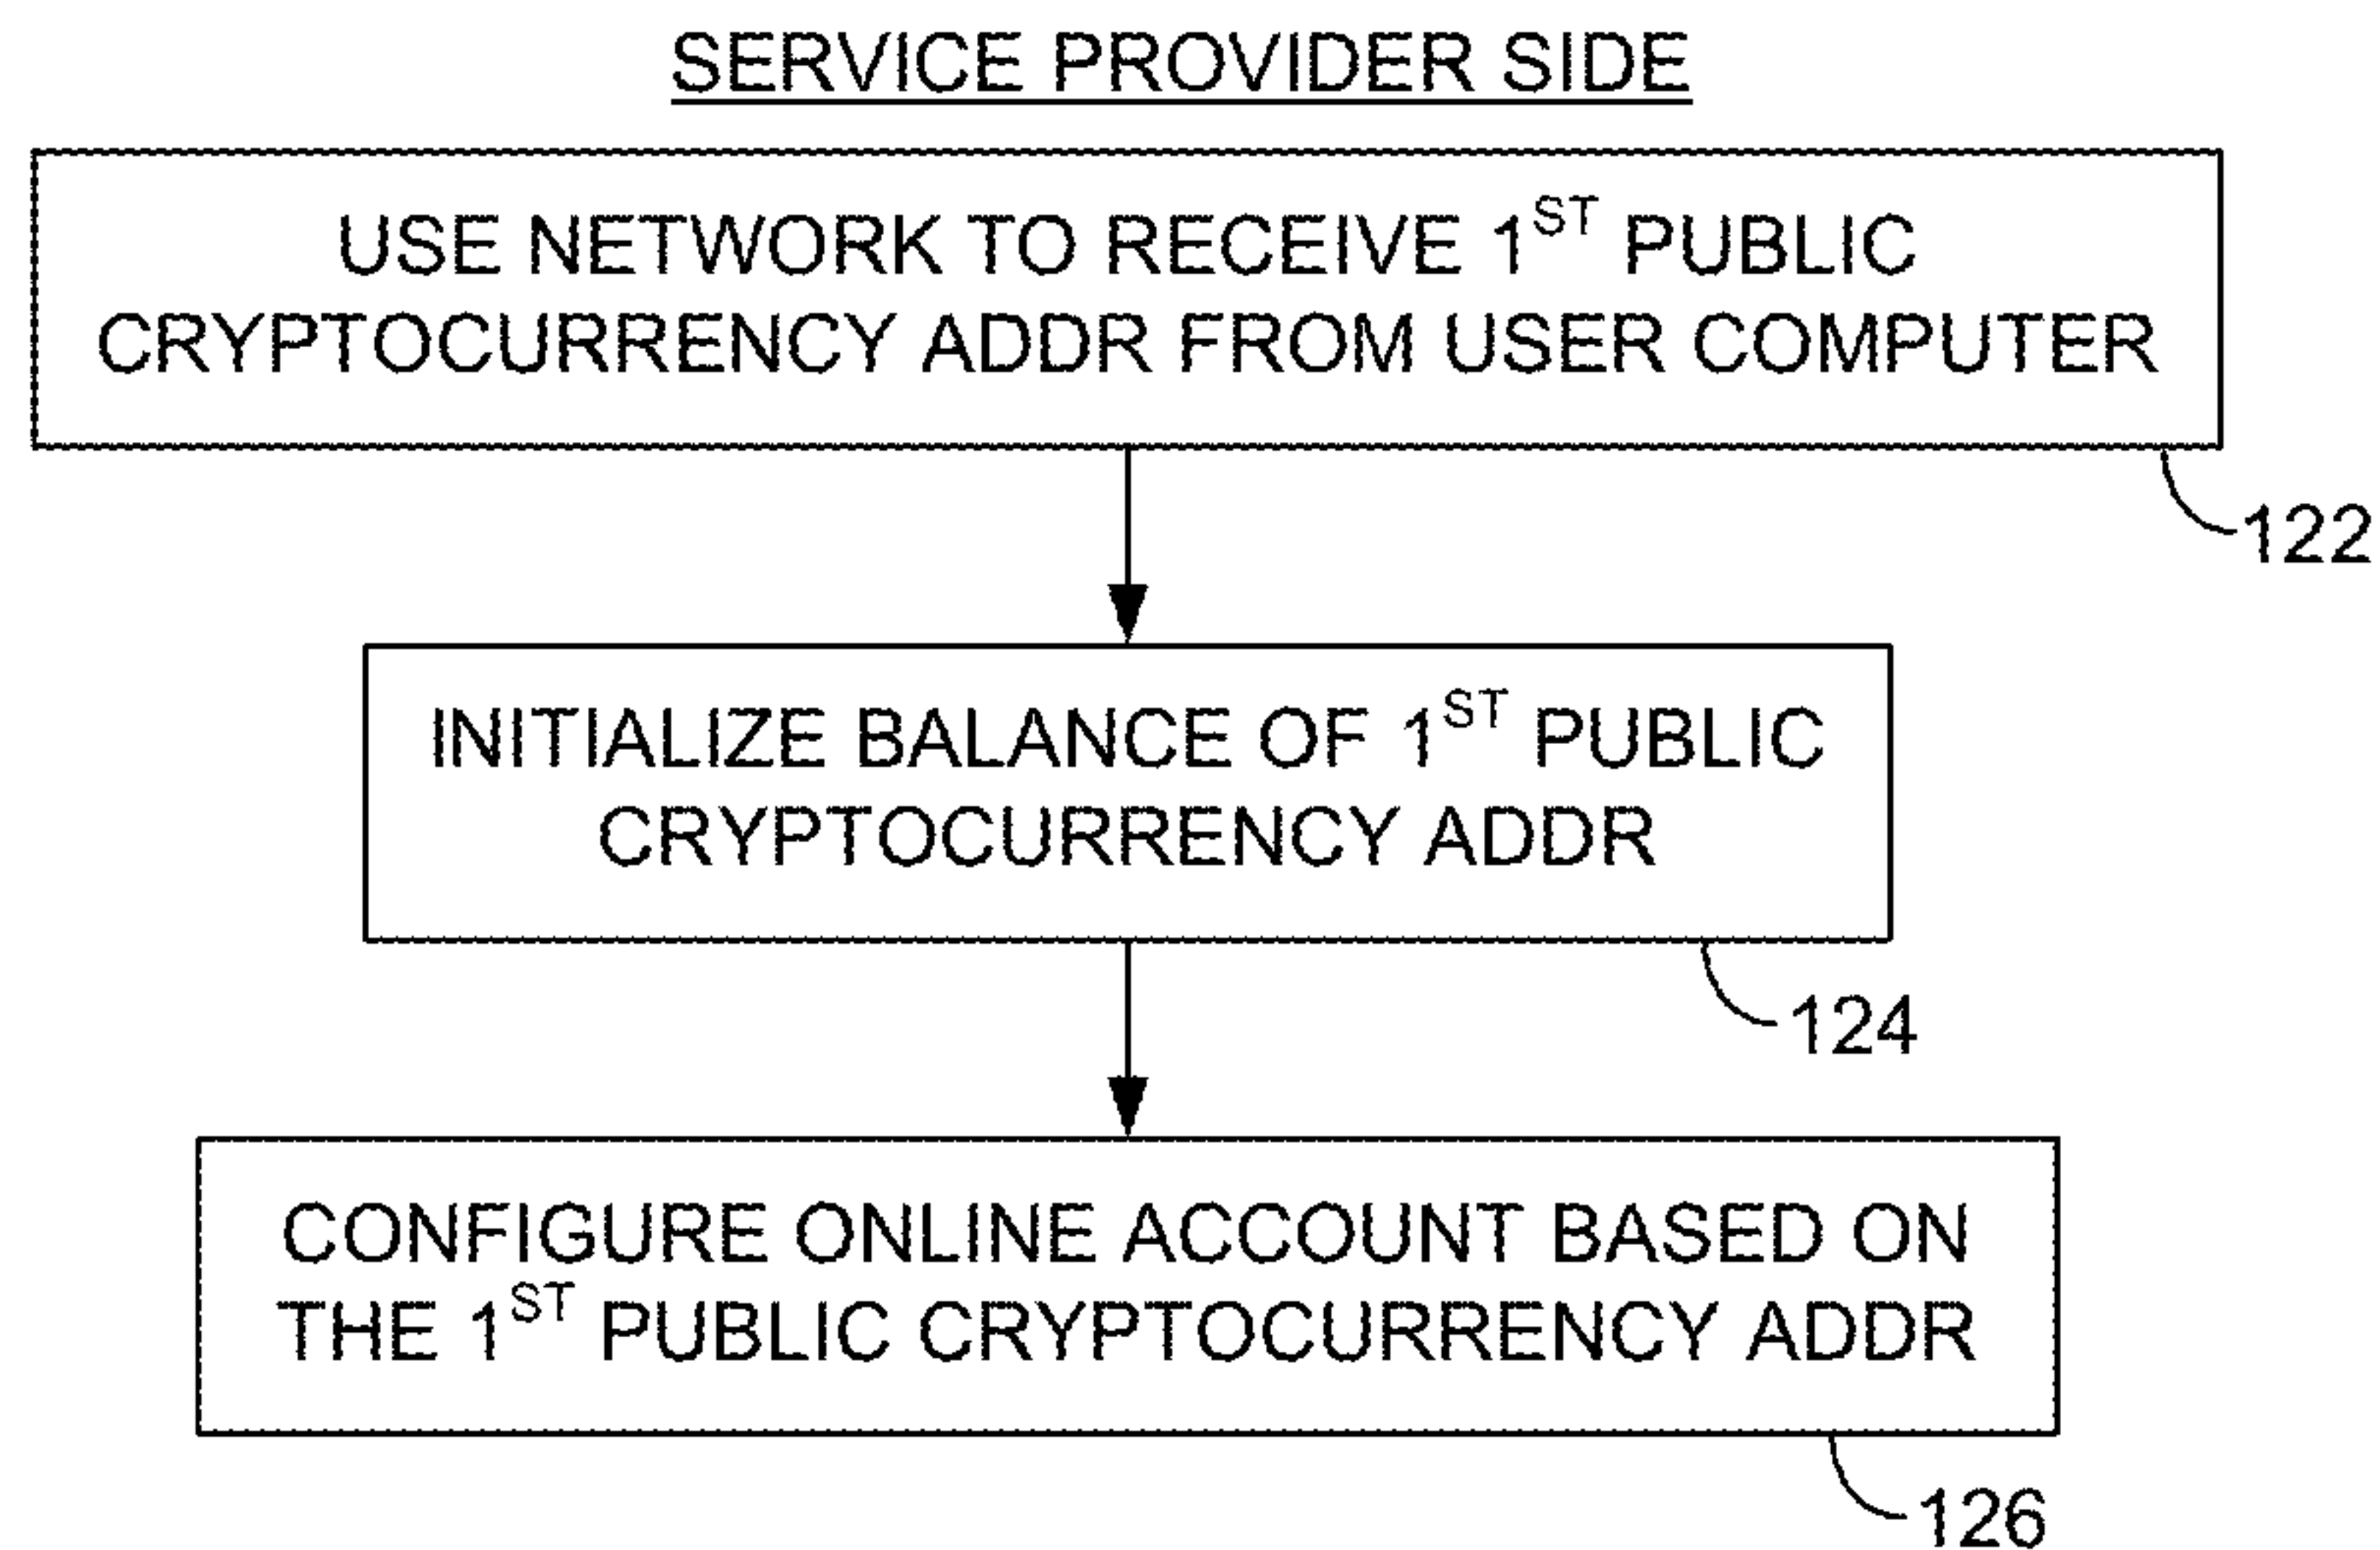 SERVICE PROVIDER SIDE
USE NETWORK TO RECEIVE 1ST PUBLIC
CRYPTOCURRENCY ADDR FROM USER COMPUTER
122
INITIALIZE BALANCE OF 1ST PUBLIC
CRYPTOCURRENCY ADDR
124
CONFIGURE ONLINE ACCOUNT BASED ON
THE 1ST PUBLIC CRYPTOCURRENCY ADDR
126